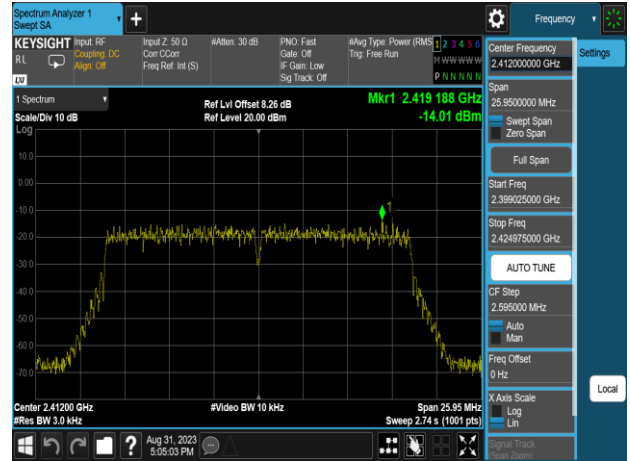 Spectrum Analyzer 1
Swept SA
+
Frequency
KEYSIGHT
RL
LXI
Input: RF
Coupling: DC
Align: Off
Input Z: 50 Ω
Corr CCorr
Freq Ref: Int (S)
#Atten: 30 dB
PNO: Fast
Gate: Off
IF Gain: Low
Sig Track: Off
#Avg Type: Power (RMS
Trig: Free Run
1 2 3 4 5 6
M W W W W W
P N N N N N
Center Frequency
2.412000000 GHz
Settings
Span
25.9500000 MHz
Swept Span
Zero Span
Full Span
Start Freq
2.399025000 GHz
Stop Freq
2.424975000 GHz
AUTO TUNE
CF Step
2.595000 MHz
Auto
Man
Freq Offset
0 Hz
X Axis Scale
Log
Lin
Signal Track
(Span Zoom)
Local
1 Spectrum
Scale/Div 10 dB
Log
Ref Lvl Offset 8.26 dB
Ref Level 20.00 dBm
Mkr1 2.419 188 GHz
-14.01 dBm
10.0
0.00
-10.0
-20.0
-30.0
-40.0
-50.0
-60.0
-70.0
1
Center 2.41200 GHz
#Res BW 3.0 kHz
#Video BW 10 kHz
Span 25.95 MHz
Sweep 2.74 s (1001 pts)
?
Aug 31, 2023
5:05:03 PM